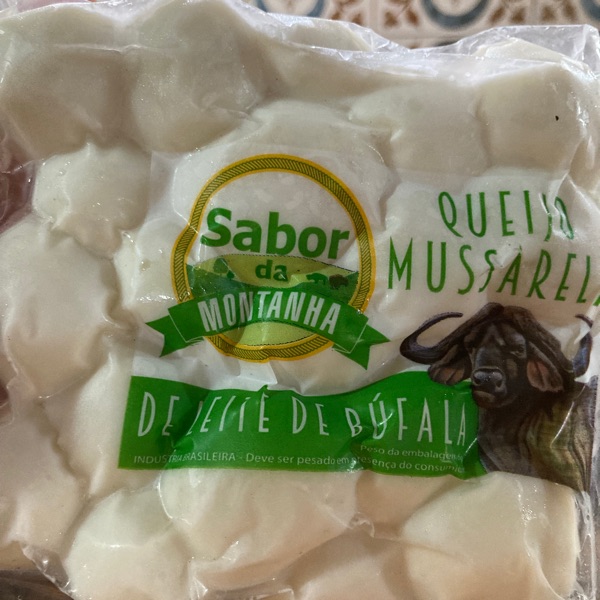 Sabor
da
MONTANHA
QUEIJO
MUSSARELA
DE LEITE DE BÚFALA
Peso da embalagem
INDÚSTRIA BRASILEIRA - Deve ser pesado em presença do consumidor